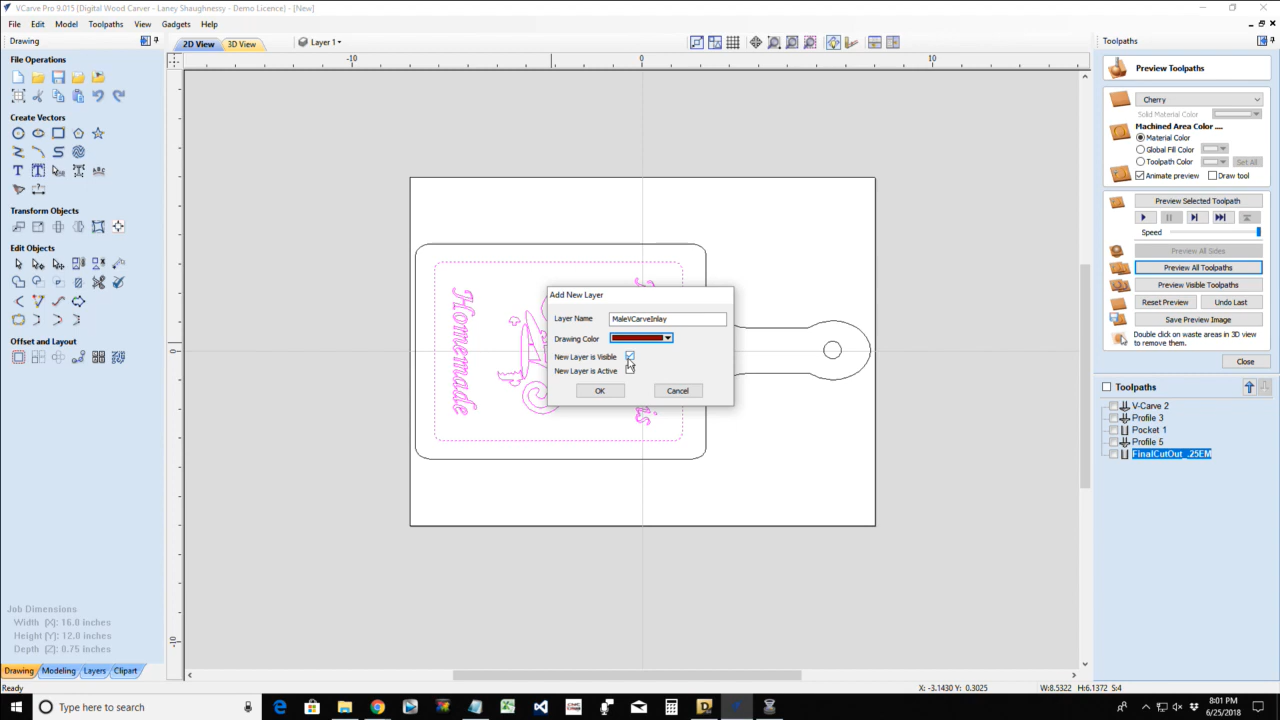 VCarve Pro 9.015 {Digital Wood Carver - Laney Shaughnessy - Demo Licence} - [New]
File Edit Model Toolpaths View Gadgets Help
Drawing
2D View 3D View Layer 1
Toolpaths
-10 0 10
File Operations
Preview Toolpaths
Cherry
Solid Material Color
Create Vectors
Machined Area Color ....
Material Color
Global Fill Color
Toolpath Color Set All
Animate preview Draw tool
Preview Selected Toolpath
Transform Objects
Speed
Edit Objects
Preview All Sides
Preview All Toolpaths
Preview Visible Toolpaths
Reset Preview Undo Last
Save Preview Image
Double click on waste areas in 3D view
to remove them.
Close
Offset and Layout
Add New Layer
Layer Name MaleVCarveInlay
Drawing Color
New Layer is Visible
New Layer is Active
OK Cancel
Homemade
0
-10
Toolpaths
V-Carve 2
Profile 3
Pocket 1
Profile 5
FinalCutOut_.25EM
Job Dimensions
Width (X): 16.0 inches
Height (Y): 12.0 inches
Depth (Z): 0.75 inches
Drawing Modeling Layers Clipart
Ready
X: -3.1430 Y: 0.3025
W:8.5322 H:6.1372 S:4
Type here to search
8:01 PM
6/25/2018